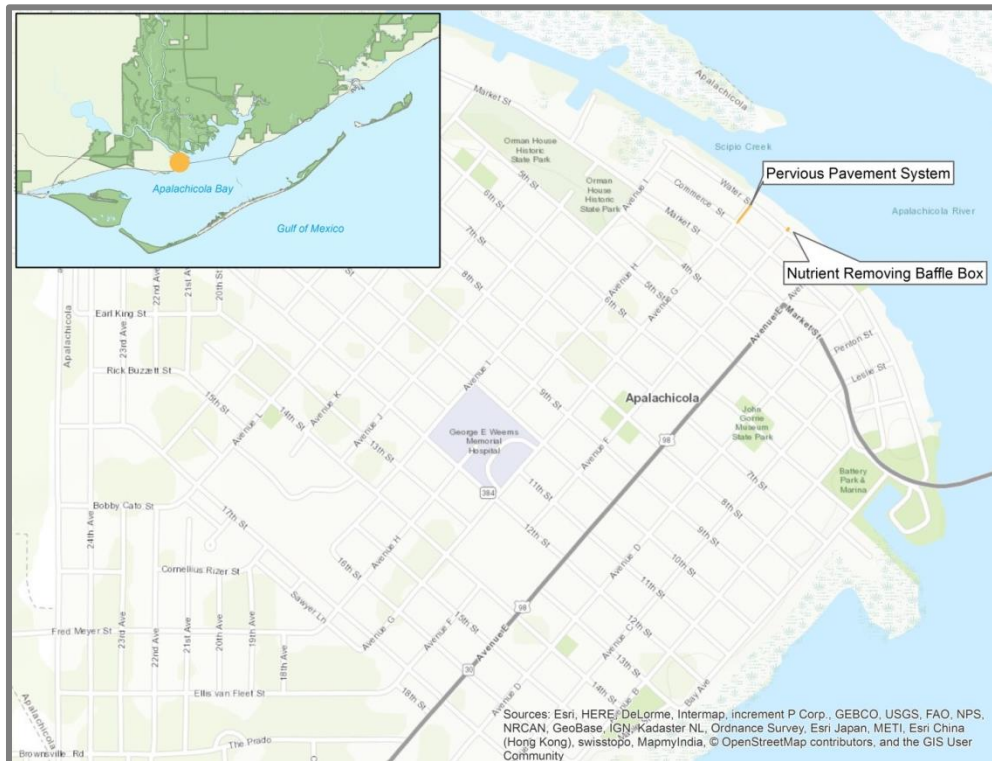 Apalachicola Bay
Gulf of Mexico
Market St
Apalachicola
Orman House
Historic
State Park
Orman
House
Historic
State Park
Scipio Creek
Pervious Pavement System
Water St
Commerce St
Market St
Avenue I
Apalachicola River
Nutrient Removing Baffle Box
5th St
6th St
7th St
8th St
4th St
5th St
6th St
Avenue H
Avenue G
Avenue E
Market St
Penton St
Leslie St
22nd Ave
21st Ave
20th St
23rd Ave
Apalachicola
Earl King St
Rick Buzzett St
15th St
Avenue L
14th St
Avenue K
Avenue J
13th St
Avenue I
9th St
Apalachicola
George E Weems
Memorial
Hospital
384
Avenue F
98
John
Gorrie
Museum
State Park
Battery
Park &
Marina
7th St
8th St
9th St
10th St
11th St
12th St
13th St
14th St
Avenue D
Avenue C
Avenue B
Bay Ave
11th St
12th St
98
Bobby Cato St
24th Ave
17th St
Cornellius Rizer St
16th St
Avenue H
Sawyer Ln
Avenue G
Avenue F
15th St
Avenue E
30
Avenue D
18th St
Fred Meyer St
23rd Ave
22nd Ave
21st Ave
20th Ave
19th Ave
18th Ave
Ellis van Fleet St
Apalachicola
The Prado
Brownsville Rd
Sources: Esri, HERE, DeLorme, Intermap, increment P Corp., GEBCO, USGS, FAO, NPS,
NRCAN, GeoBase, IGN, Kadaster NL, Ordnance Survey, Esri Japan, METI, Esri China
(Hong Kong), swisstopo, MapmyIndia, © OpenStreetMap contributors, and the GIS User
Community